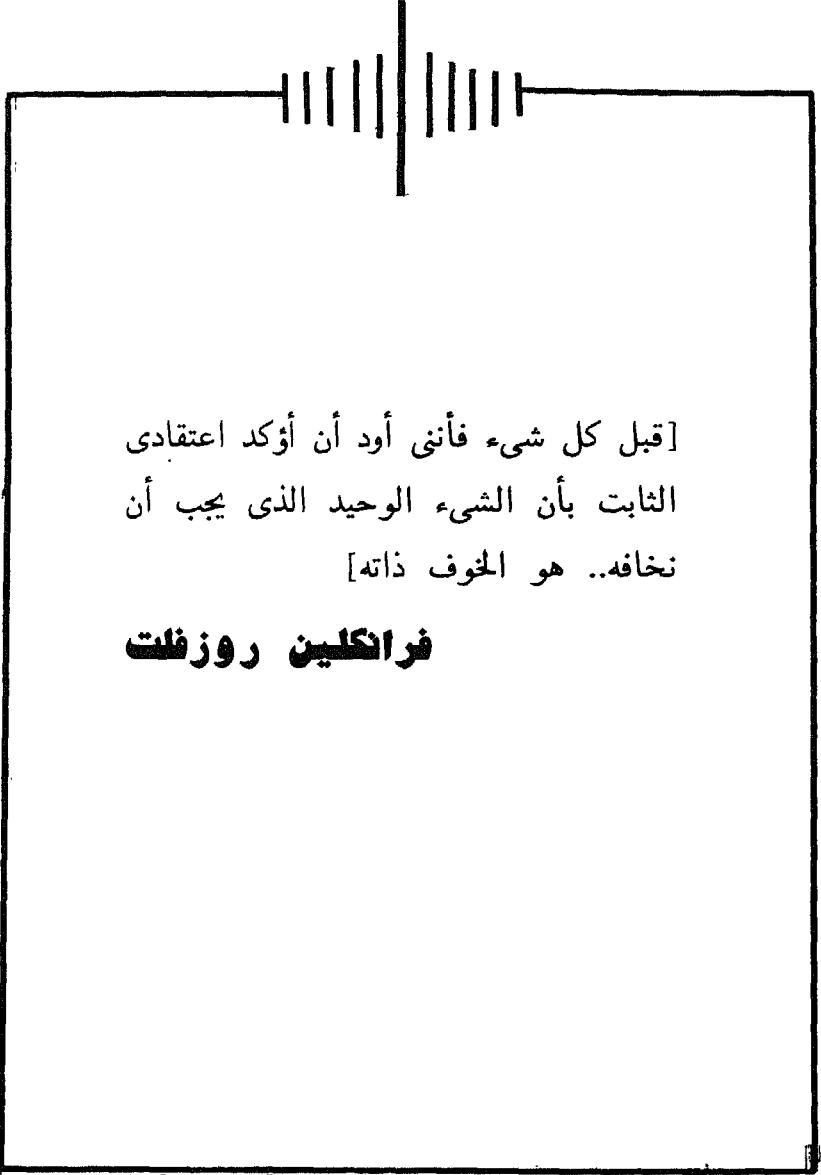 [قبل كل شىء فأننى أود أن أؤكد اعتقادى
الثابت بأن الشىء الوحيد الذى يجب أن
نخافه.. هو الخوف ذاته]
فرانكلين روزفلت